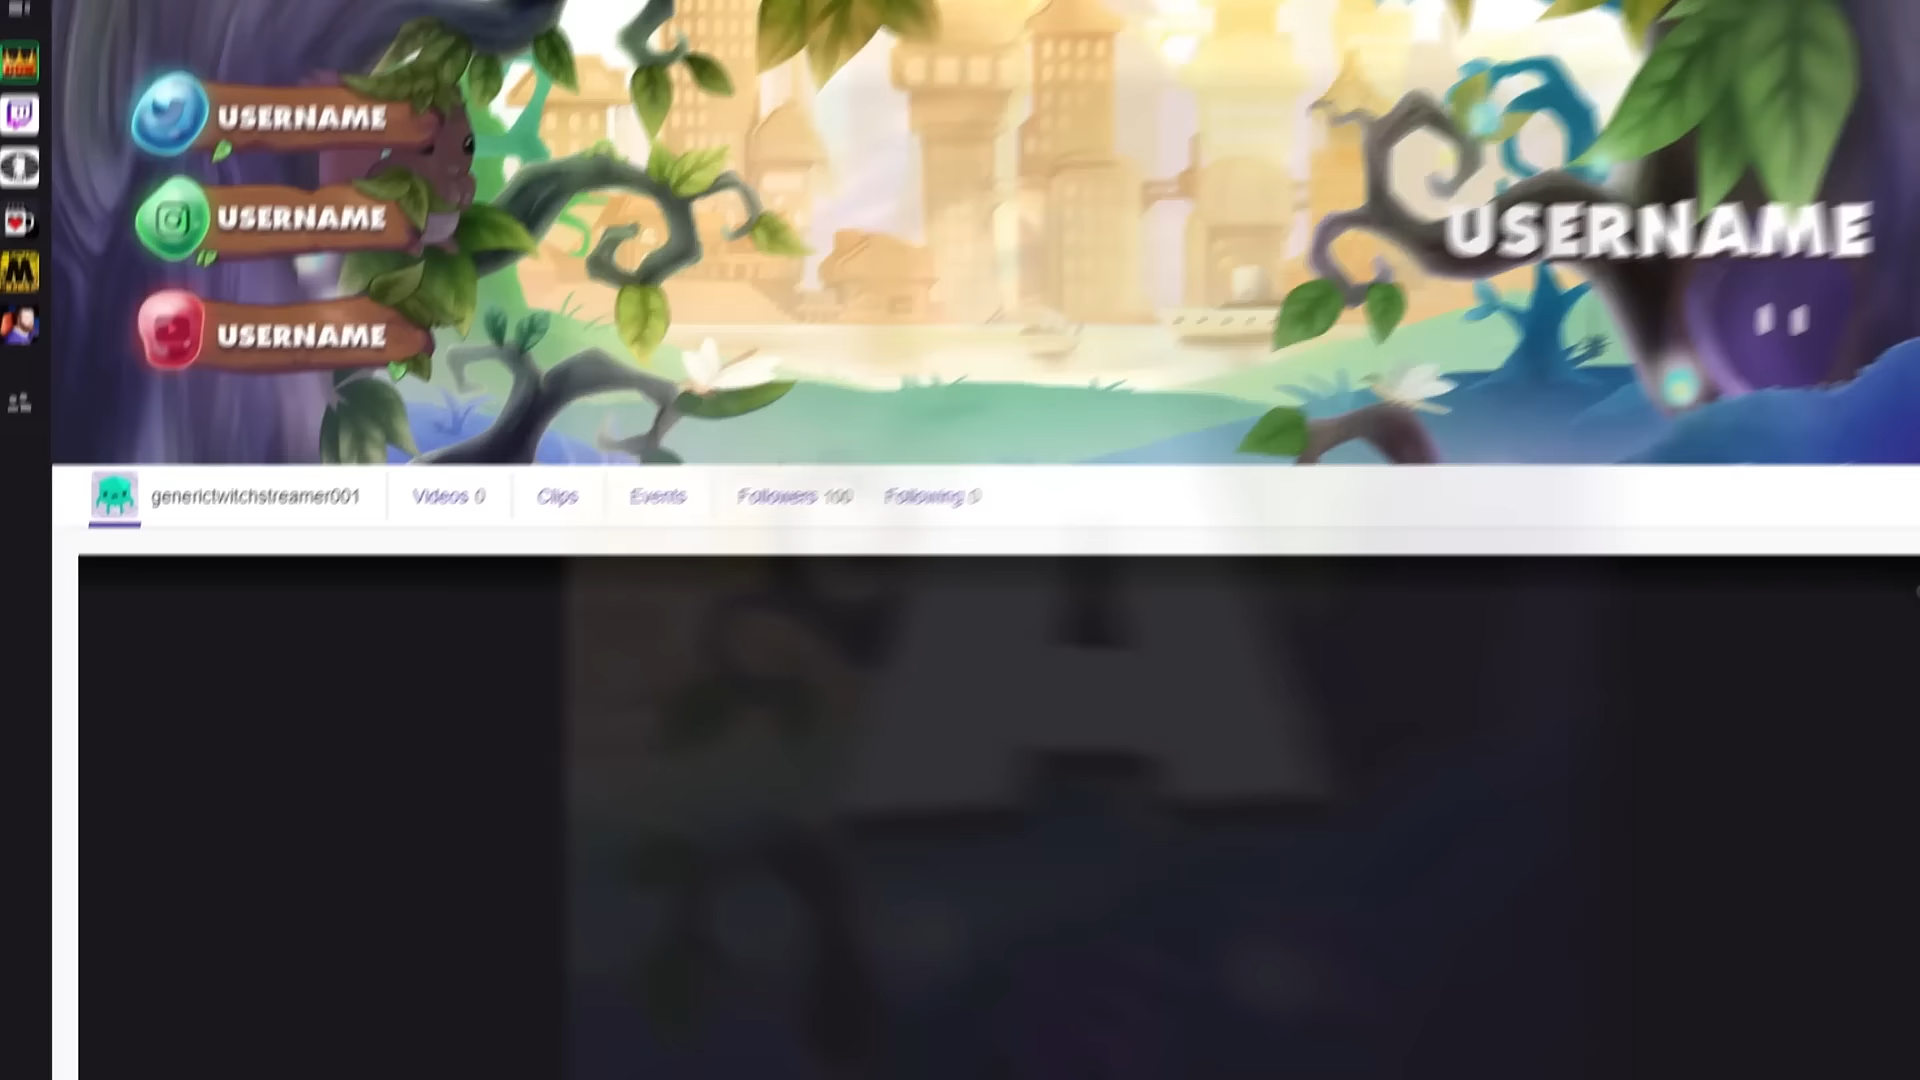 USERNAME
USERNAME
USERNAME
USERNAME
generictwitchstreamer001 Videos 0 Clips Events Followers 100 Following 0
A